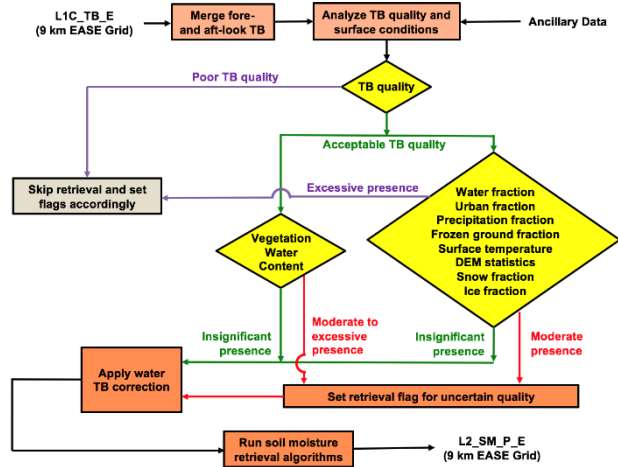 L1C_TB_E
(9 km EASE Grid)
Merge fore-
and aft-look TB
Analyze TB quality and
surface conditions
Ancillary Data
Poor TB quality
TB quality
Acceptable TB quality
Skip retrieval and set
flags accordingly
Excessive presence
Water fraction
Urban fraction
Precipitation fraction
Frozen ground fraction
Surface temperature
DEM statistics
Snow fraction
Ice fraction
Vegetation
Water
Content
Insignificant
presence
Moderate to
excessive
presence
Insignificant
presence
Moderate
presence
Apply water
TB correction
Set retrieval flag for uncertain quality
Run soil moisture
retrieval algorithms
L2_SM_P_E
(9 km EASE Grid)